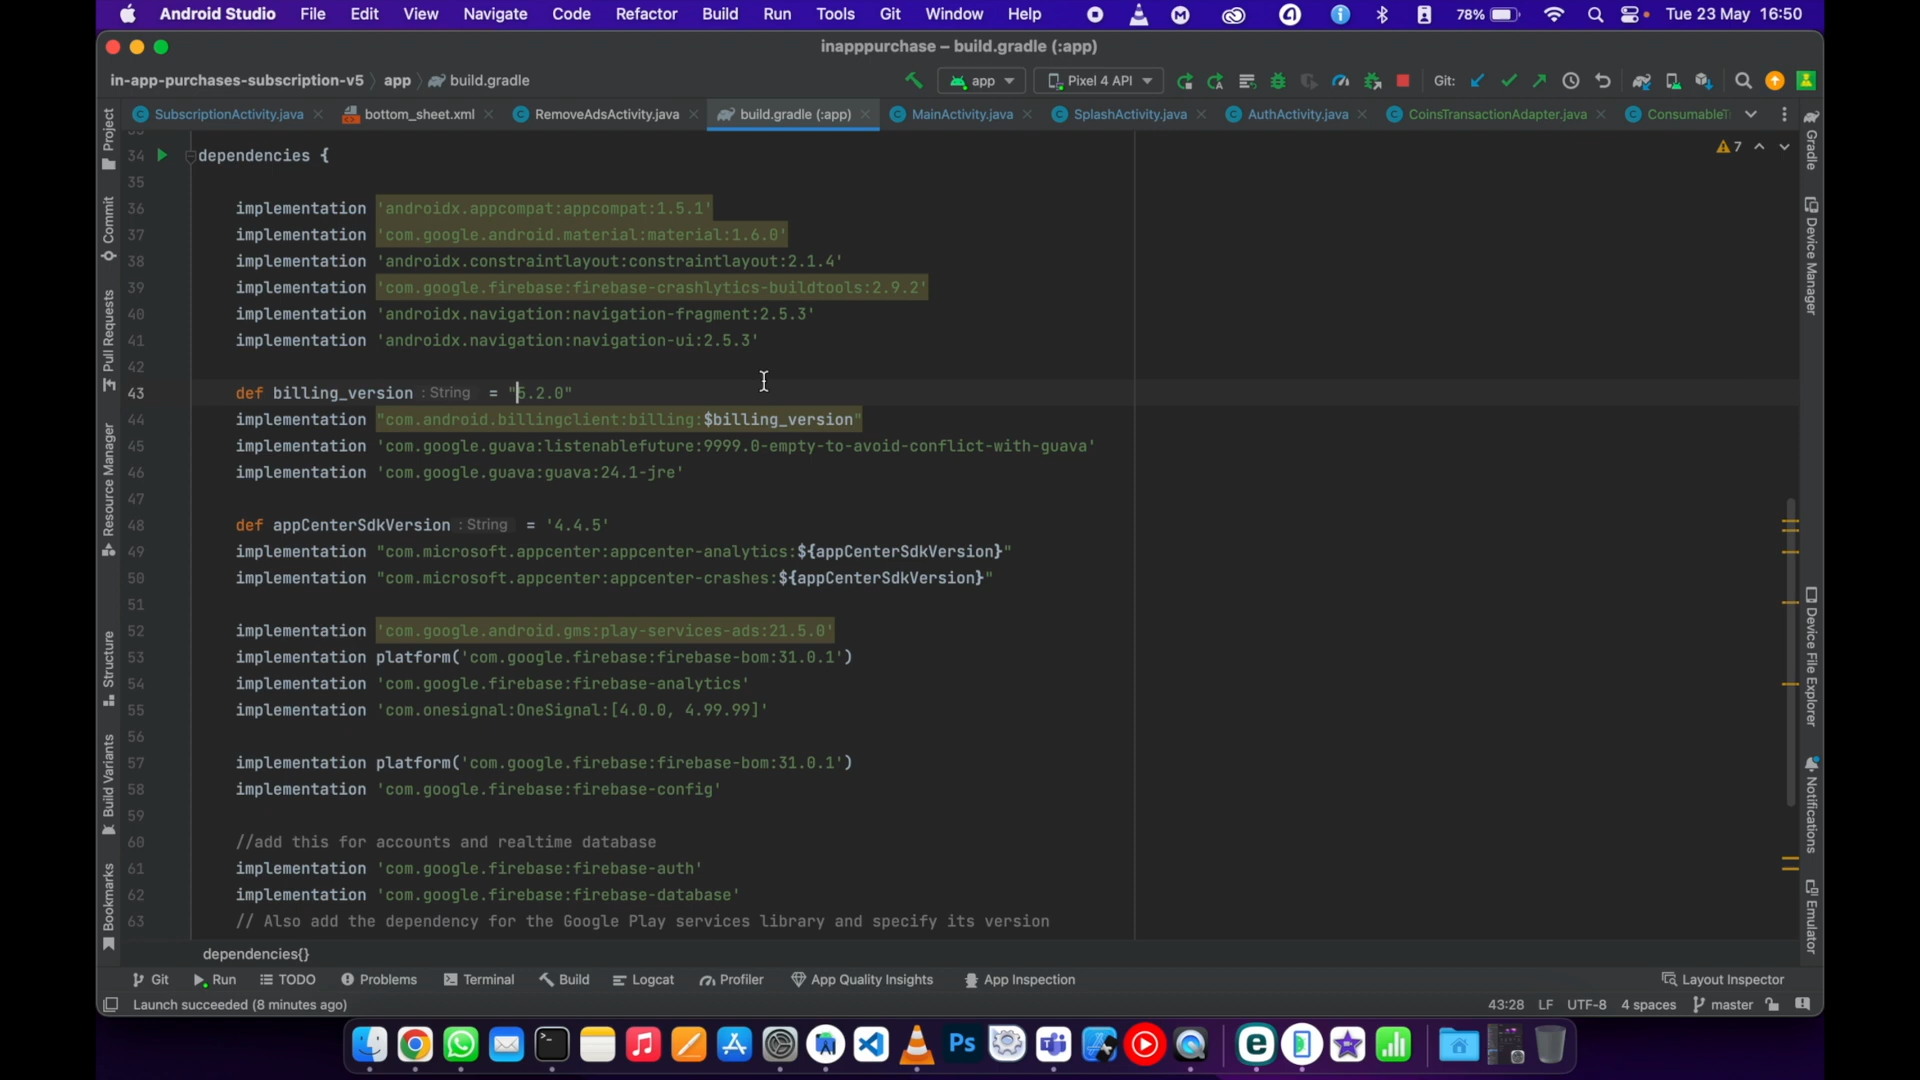 Android Studio File Edit View Navigate Code Refactor Build Run Tools Git Window Help 78% Tue 23 May 16:50
inapppurchase – build.gradle (:app)
in-app-purchases-subscription-v5 app build.gradle app Pixel 4 API Git:
SubscriptionActivity.java bottom_sheet.xml RemoveAdsActivity.java build.gradle (:app) MainActivity.java SplashActivity.java AuthActivity.java CoinsTransactionAdapter.java ConsumableT
Project
Commit
Pull Requests
Resource Manager
Structure
Build Variants
Bookmarks
7
34 dependencies {
35
36 implementation 'androidx.appcompat:appcompat:1.5.1'
37 implementation 'com.google.android.material:material:1.6.0'
38 implementation 'androidx.constraintlayout:constraintlayout:2.1.4'
39 implementation 'com.google.firebase:firebase-crashlytics-buildtools:2.9.2'
40 implementation 'androidx.navigation:navigation-fragment:2.5.3'
41 implementation 'androidx.navigation:navigation-ui:2.5.3'
42
43 def billing_version : String = "5.2.0"
44 implementation "com.android.billingclient:billing:$billing_version"
45 implementation 'com.google.guava:listenablefuture:9999.0-empty-to-avoid-conflict-with-guava'
46 implementation 'com.google.guava:guava:24.1-jre'
47
48 def appCenterSdkVersion : String = '4.4.5'
49 implementation "com.microsoft.appcenter:appcenter-analytics:${appCenterSdkVersion}"
50 implementation "com.microsoft.appcenter:appcenter-crashes:${appCenterSdkVersion}"
51
52 implementation 'com.google.android.gms:play-services-ads:21.5.0'
53 implementation platform('com.google.firebase:firebase-bom:31.0.1')
54 implementation 'com.google.firebase:firebase-analytics'
55 implementation 'com.onesignal:OneSignal:[4.0.0, 4.99.99]'
56
57 implementation platform('com.google.firebase:firebase-bom:31.0.1')
58 implementation 'com.google.firebase:firebase-config'
59
60 //add this for accounts and realtime database
61 implementation 'com.google.firebase:firebase-auth'
62 implementation 'com.google.firebase:firebase-database'
63 // Also add the dependency for the Google Play services library and specify its version
Gradle
Device Manager
Device File Explorer
Notifications
Emulator
dependencies{}
Git Run TODO Problems Terminal Build Logcat Profiler App Quality Insights App Inspection Layout Inspector
Launch succeeded (8 minutes ago) 43:28 LF UTF-8 4 spaces master
Ps